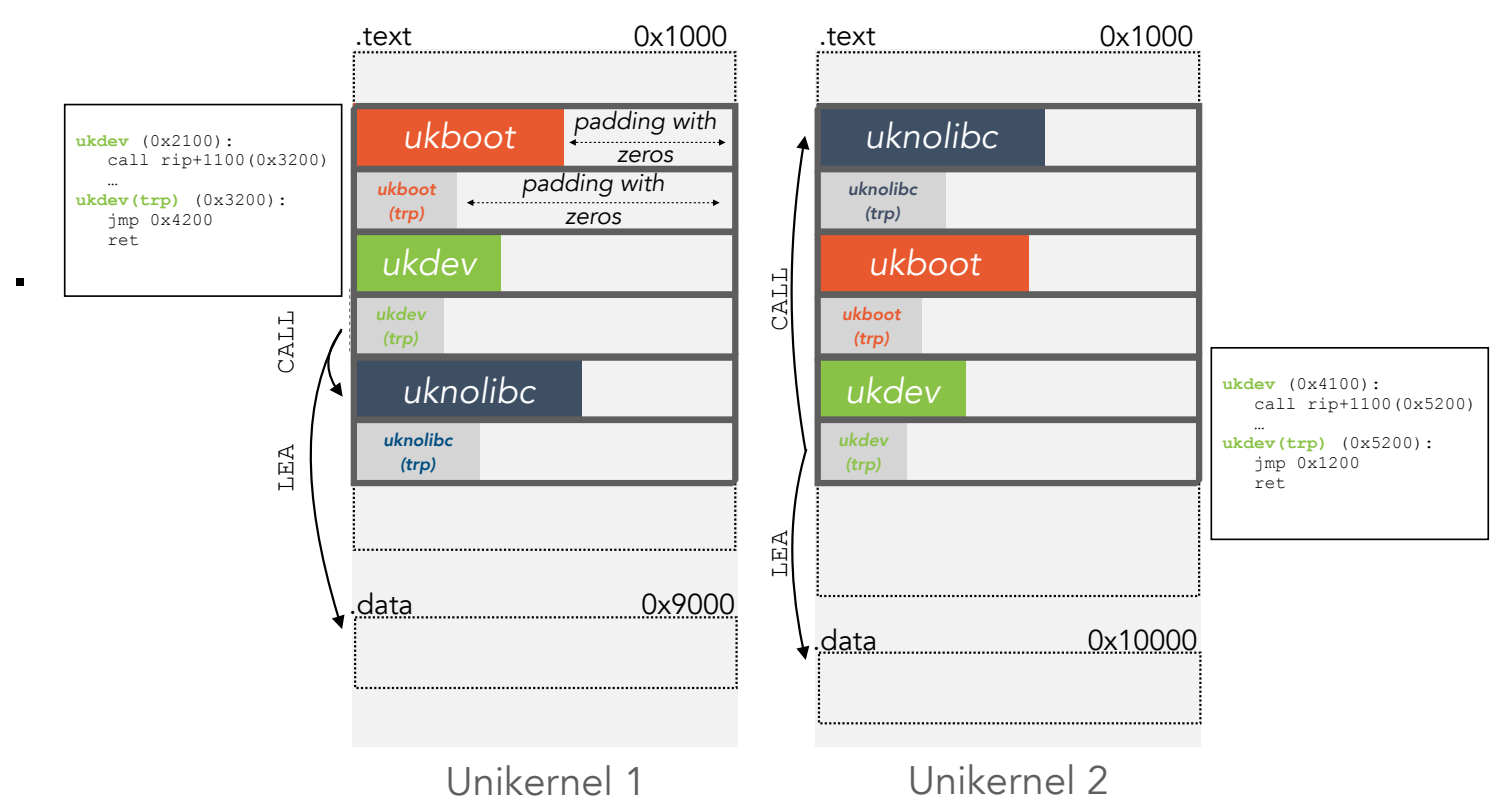 .text 0x1000
ukdev (0x2100):
call rip+1100(0x3200)
…
ukdev(trp) (0x3200):
jmp 0x4200
ret
ukboot
padding with
zeros
ukboot
(trp)
padding with
zeros
ukdev
ukdev
(trp)
uknolibc
uknolibc
(trp)
CALL
LEA
.data 0x9000
Unikernel 1
.text 0x1000
uknolibc
uknolibc
(trp)
ukboot
ukboot
(trp)
ukdev
ukdev
(trp)
CALL
LEA
ukdev (0x4100):
call rip+1100(0x5200)
…
ukdev(trp) (0x5200):
jmp 0x1200
ret
.data 0x10000
Unikernel 2